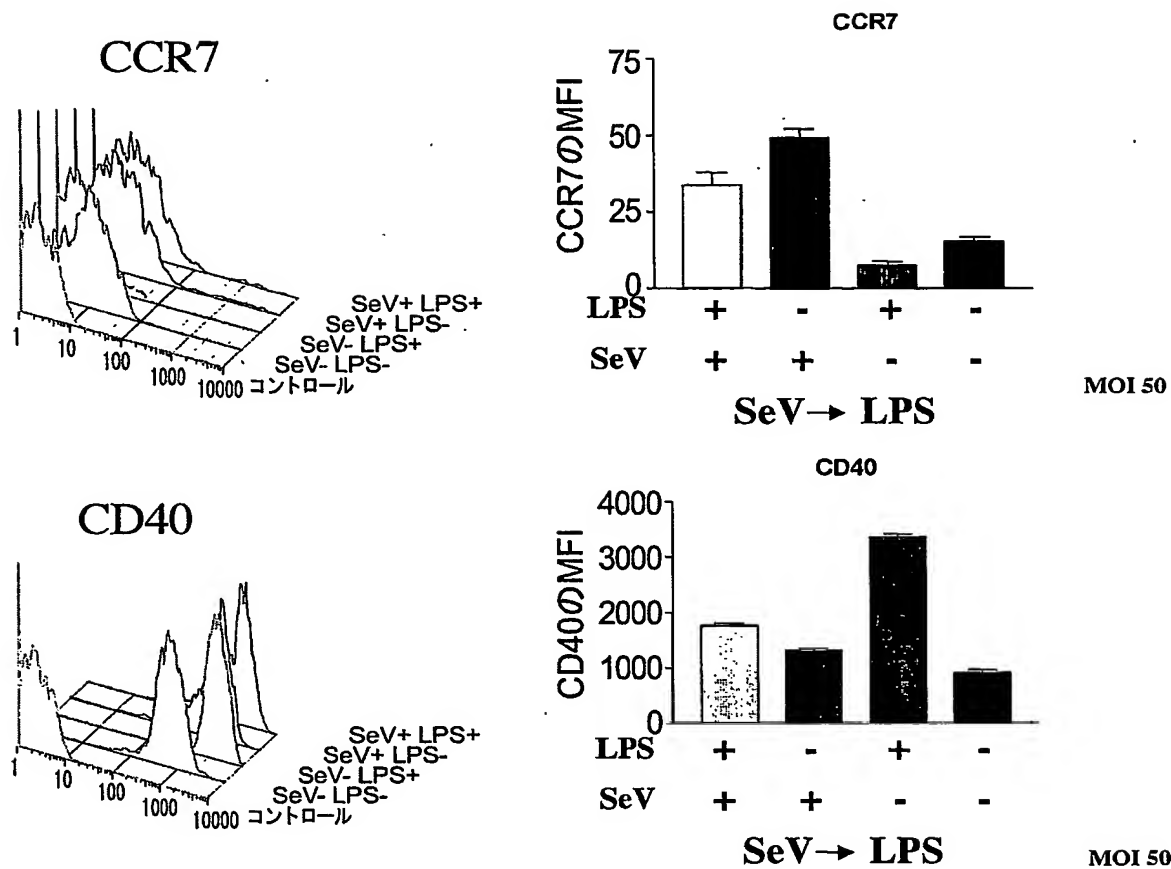 CCR7
1
10
100
1000
10000
SeV+ LPS+
SeV+ LPS-
SeV- LPS+
SeV- LPS-
コントロール
CCR7
CCR7のMFI
75
50
25
0
LPS + - + -
SeV + + - -
SeV→ LPS
MOI 50
CD40
1
10
100
1000
10000
SeV+ LPS+
SeV+ LPS-
SeV- LPS+
SeV- LPS-
コントロール
CD40
CD40のMFI
4000
3000
2000
1000
0
LPS + - + -
SeV + + - -
SeV→ LPS
MOI 50